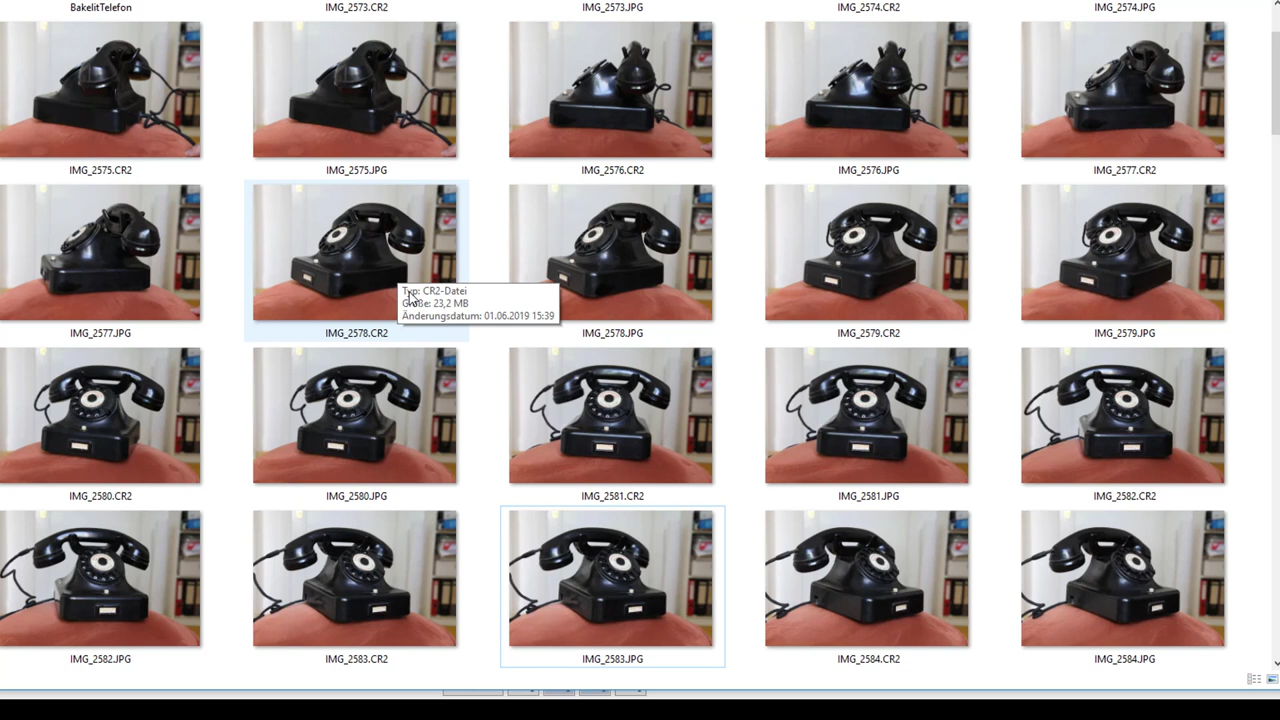 BakelitTelefon
IMG_2573.CR2
IMG_2573.JPG
IMG_2574.CR2
IMG_2574.JPG
IMG_2575.CR2
IMG_2575.JPG
IMG_2576.CR2
IMG_2576.JPG
IMG_2577.CR2
IMG_2577.JPG
IMG_2578.CR2
IMG_2578.JPG
IMG_2579.CR2
IMG_2579.JPG
Typ: CR2-Datei
Größe: 23,2 MB
Änderungsdatum: 01.06.2019 15:39
IMG_2580.CR2
IMG_2580.JPG
IMG_2581.CR2
IMG_2581.JPG
IMG_2582.CR2
IMG_2582.JPG
IMG_2583.CR2
IMG_2583.JPG
IMG_2584.CR2
IMG_2584.JPG